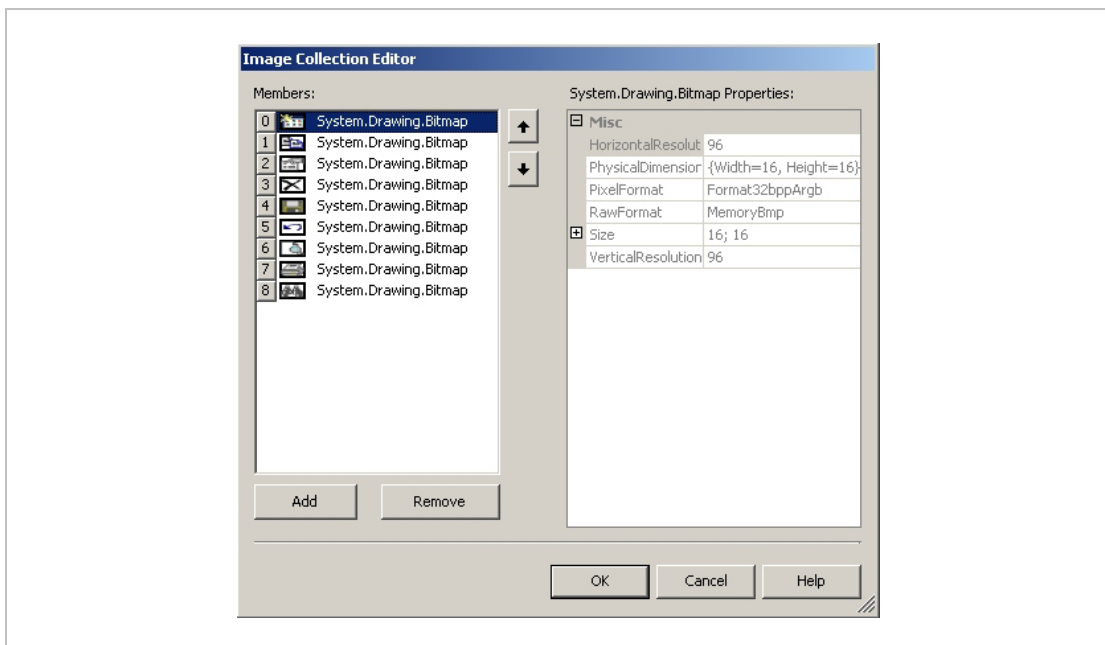 Image Collection Editor
Members:
0 System.Drawing.Bitmap
1 System.Drawing.Bitmap
2 System.Drawing.Bitmap
3 System.Drawing.Bitmap
4 System.Drawing.Bitmap
5 System.Drawing.Bitmap
6 System.Drawing.Bitmap
7 System.Drawing.Bitmap
8 System.Drawing.Bitmap
Add Remove
System.Drawing.Bitmap Properties:
Misc
HorizontalResolut 96
PhysicalDimension {Width=16, Height=16}
PixelFormat Format32bppArgb
RawFormat MemoryBmp
Size 16; 16
VerticalResolution 96
OK Cancel Help